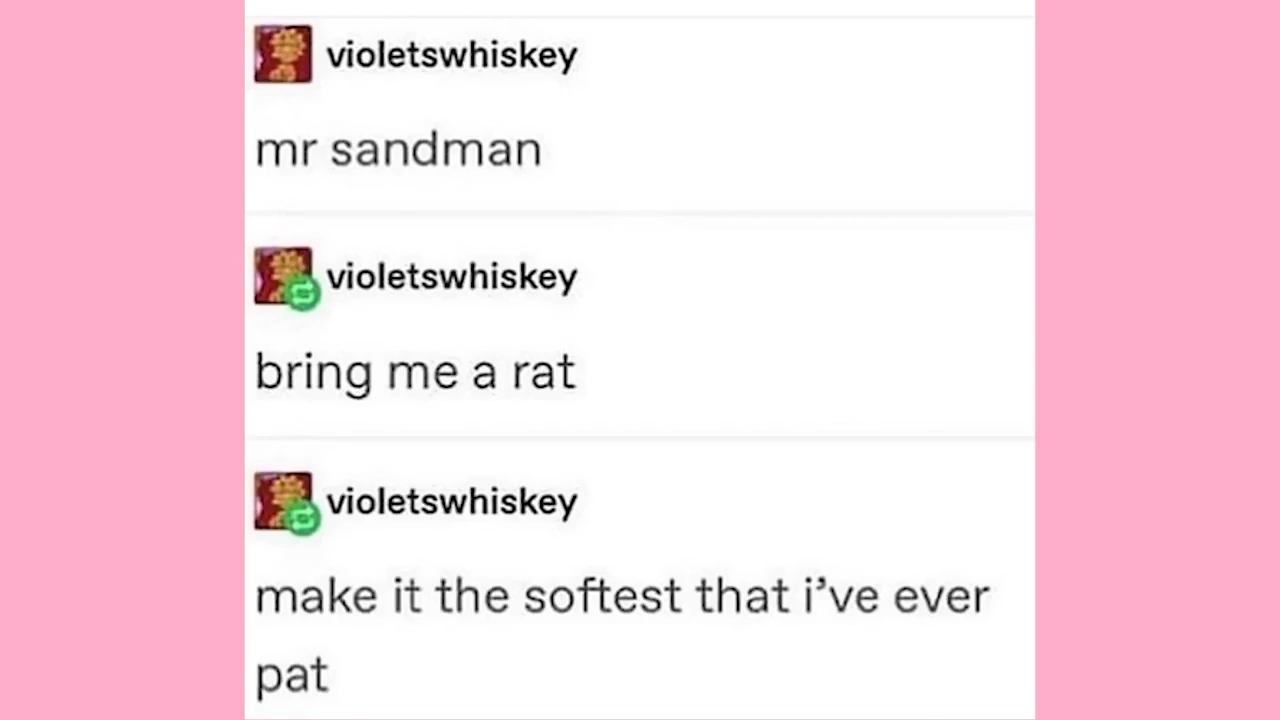 violetswhiskey
mr sandman
violetswhiskey
bring me a rat
violetswhiskey
make it the softest that i’ve ever
pat